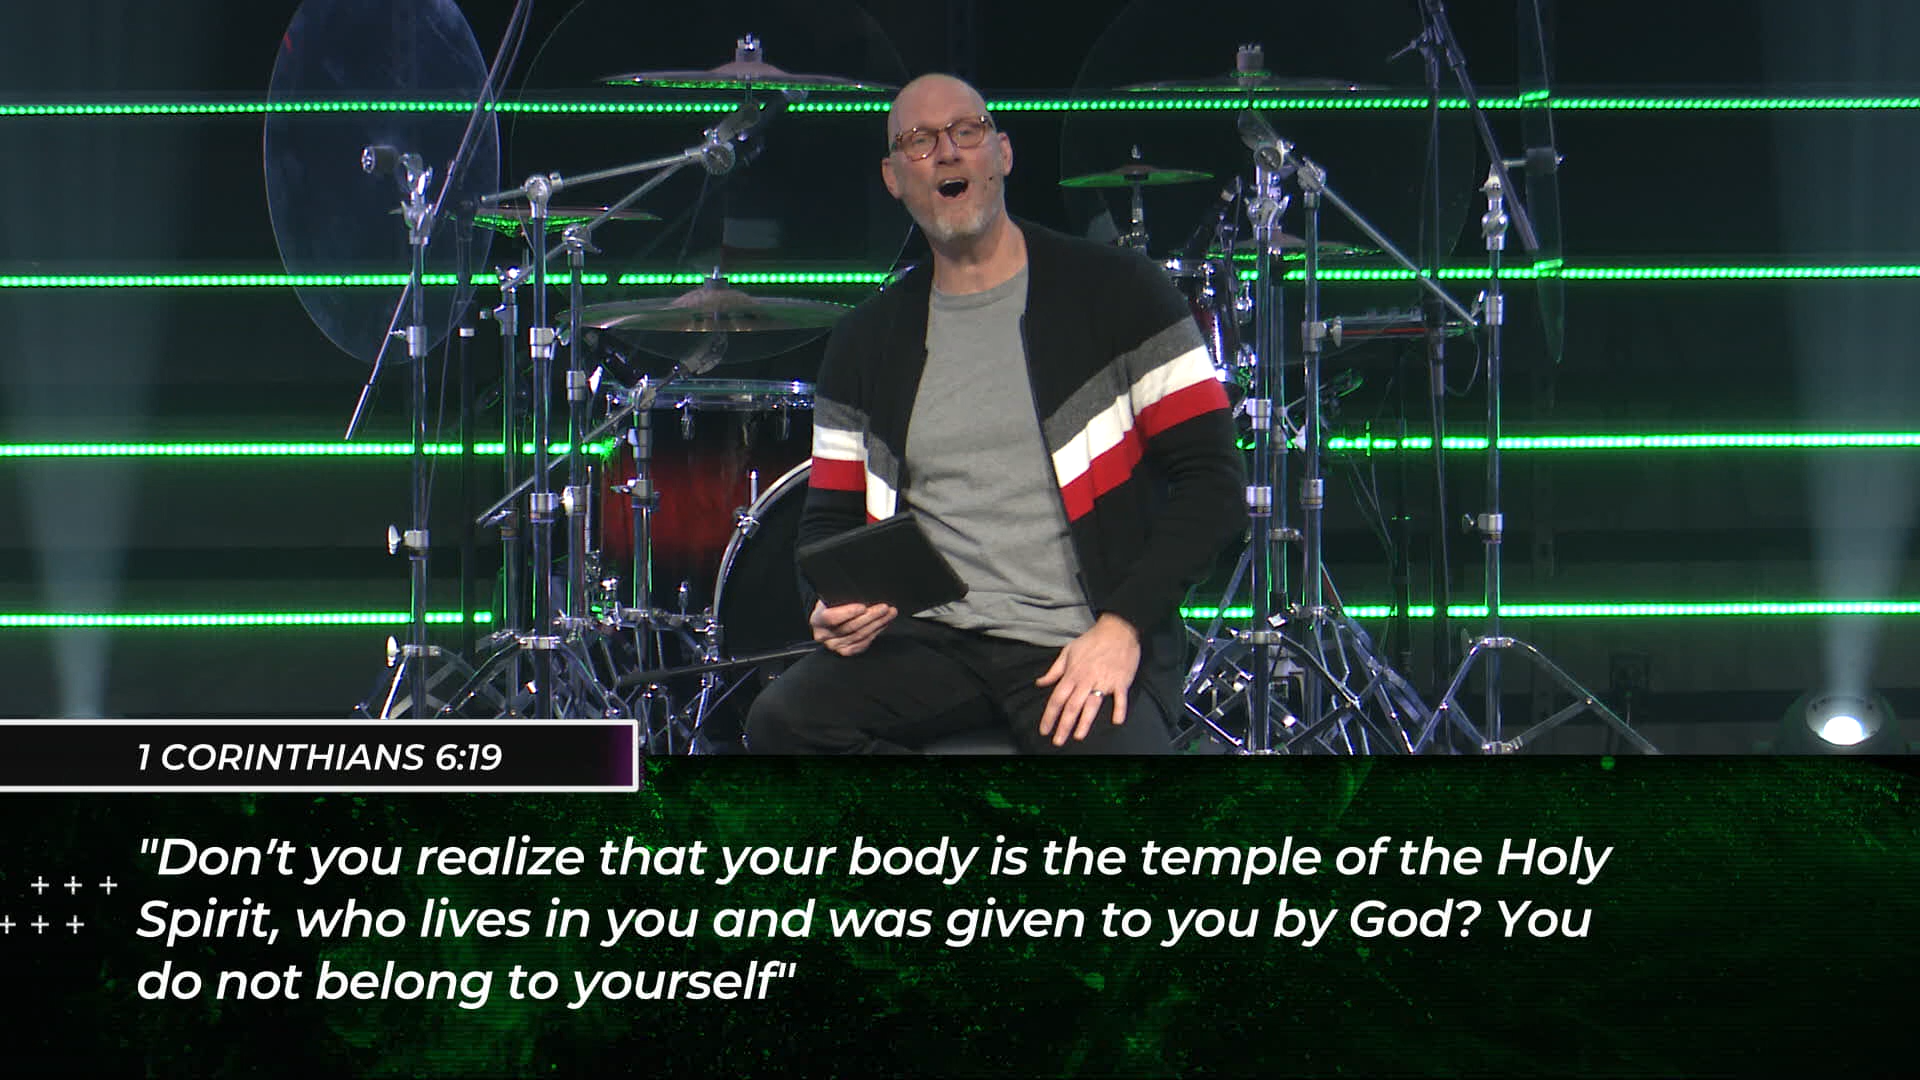 1 CORINTHIANS 6:19
"Don’t you realize that your body is the temple of the Holy
Spirit, who lives in you and was given to you by God? You
do not belong to yourself"